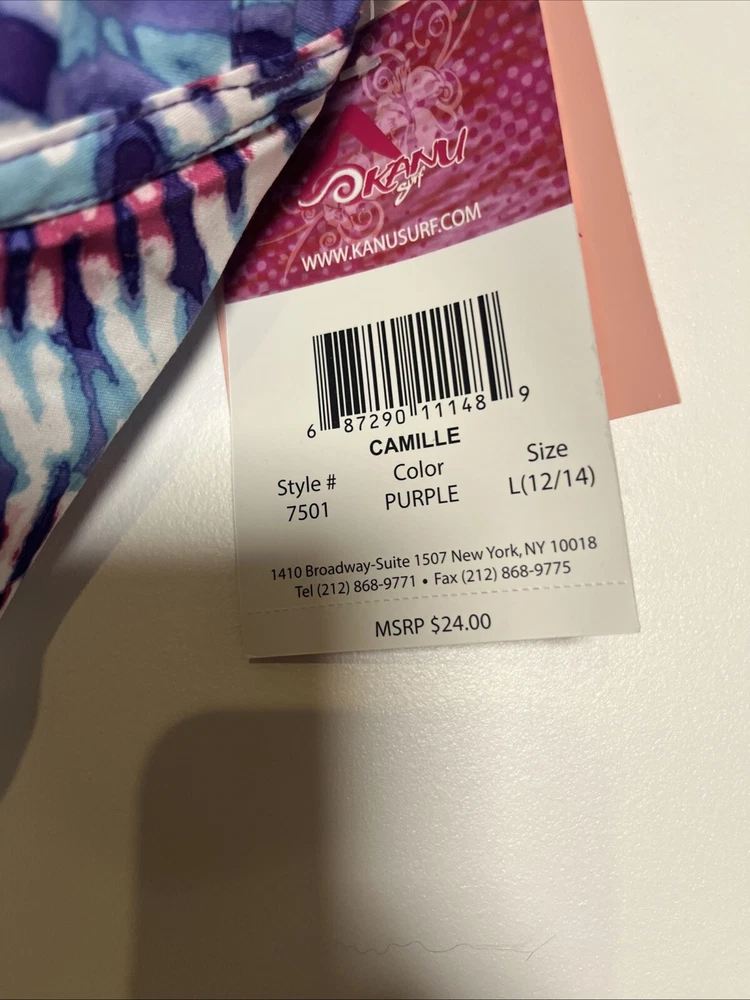 KANU
Surf
WWW.KANUSURF.COM
6 87290 11148 9
CAMILLE
Style # Color Size
7501 PURPLE L(12/14)
1410 Broadway-Suite 1507 New York, NY 10018
Tel (212) 868-9771 • Fax (212) 868-9775
MSRP $24.00